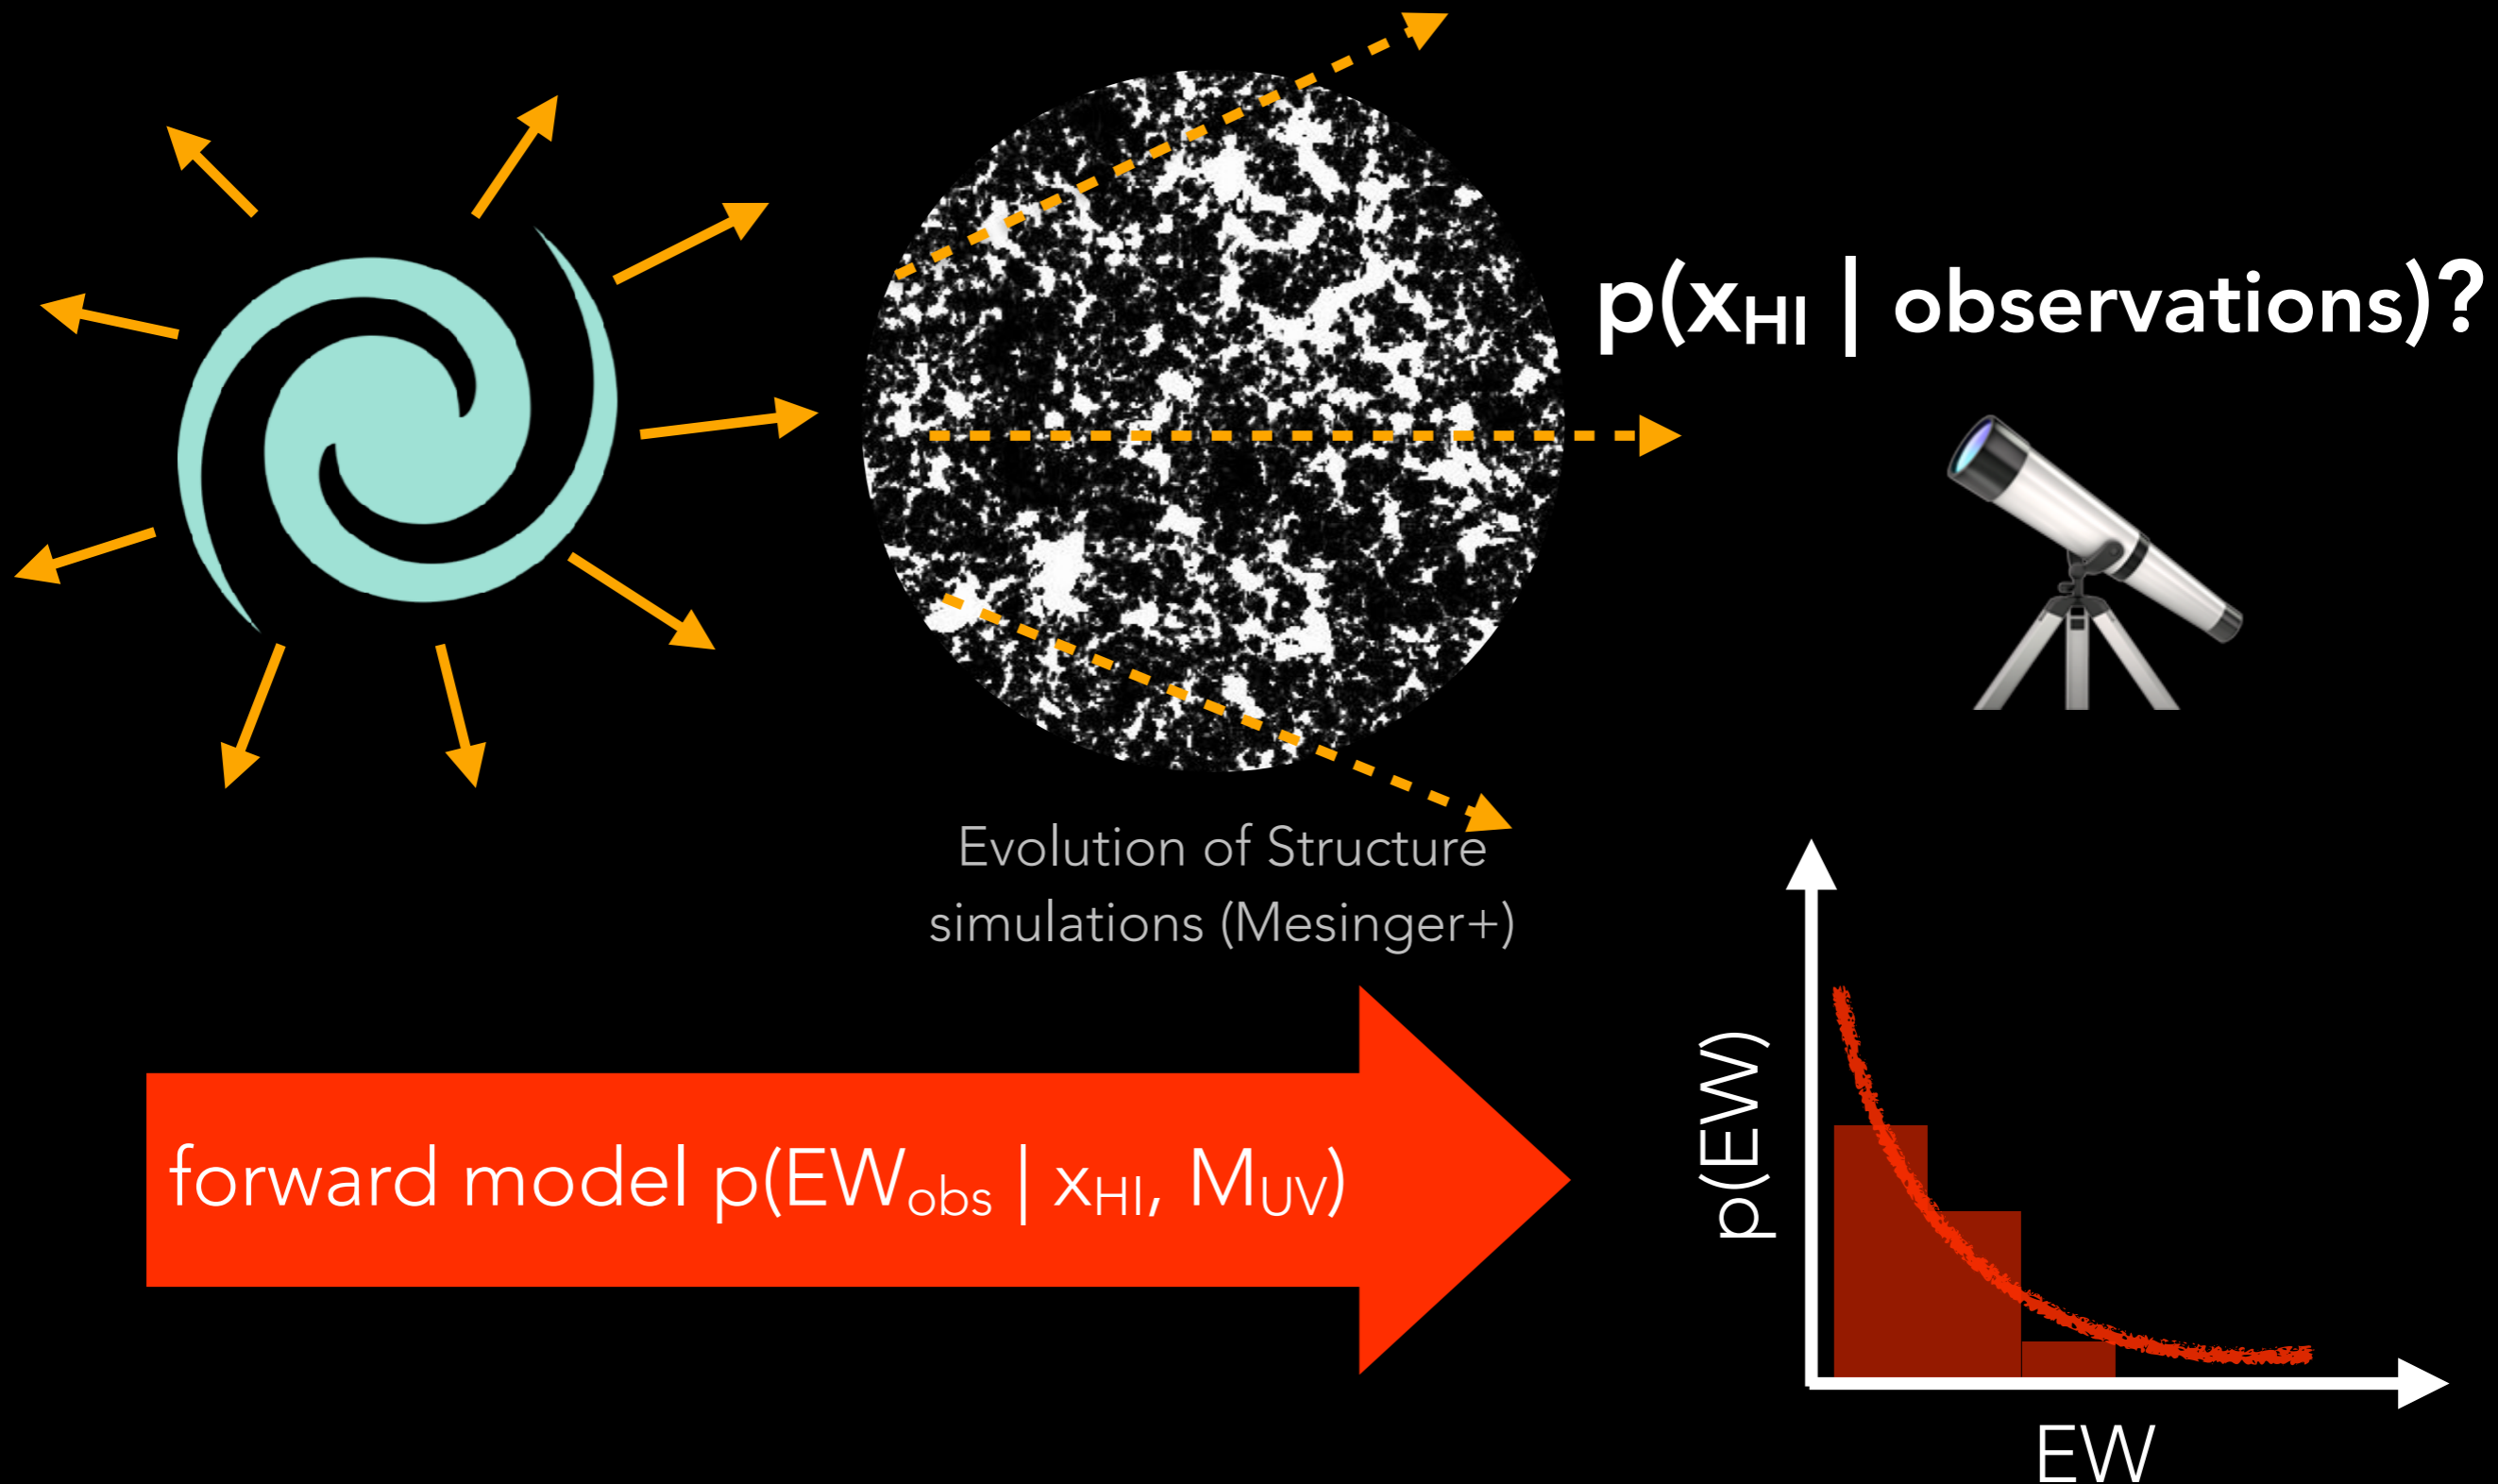 p(xHI | observations)?
Evolution of Structure
simulations (Mesinger+)
forward model p(EWobs | xHI, MUV)
p(EW)
EW